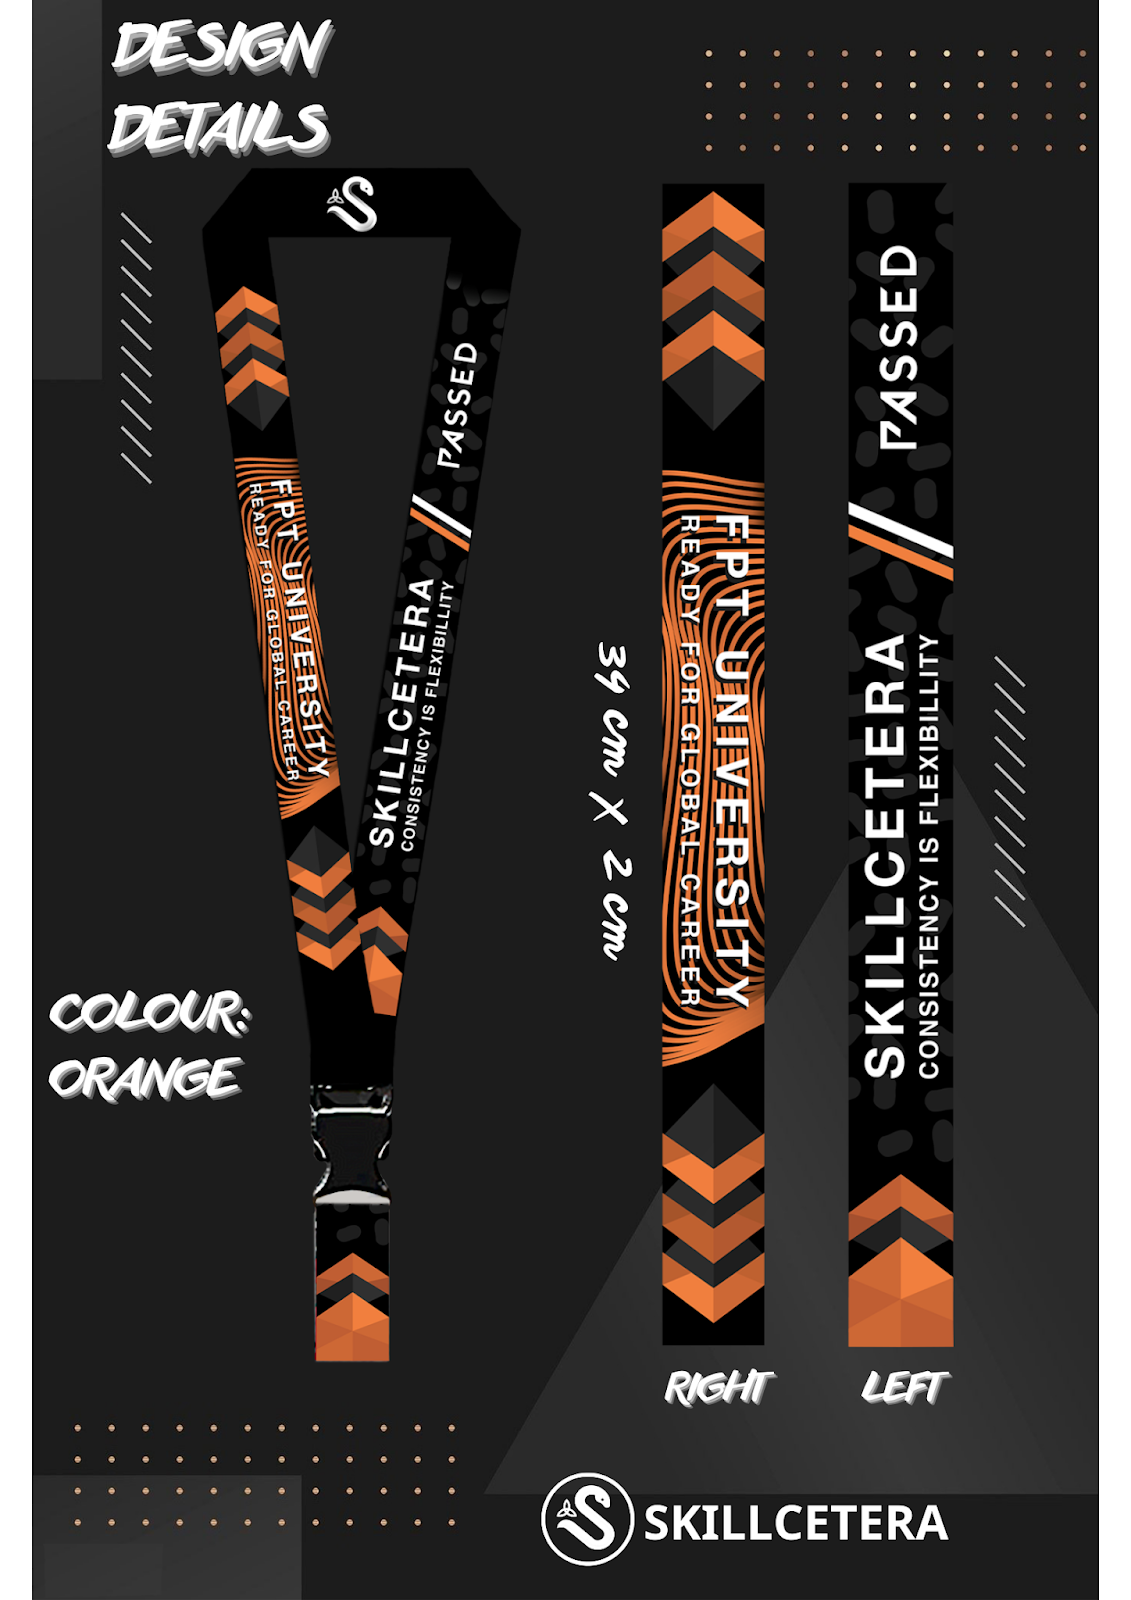 DESIGN
DETAILS
PASSED
FPT UNIVERSITY
READY FOR GLOBAL CAREER
SKILLCETERA
CONSISTENCY IS FLEXIBILLITY
COLOUR:
ORANGE
39 cm X 2 cm
FPT UNIVERSITY
READY FOR GLOBAL CAREER
PASSED
SKILLCETERA
CONSISTENCY IS FLEXIBILLITY
RIGHT
LEFT
SKILLCETERA